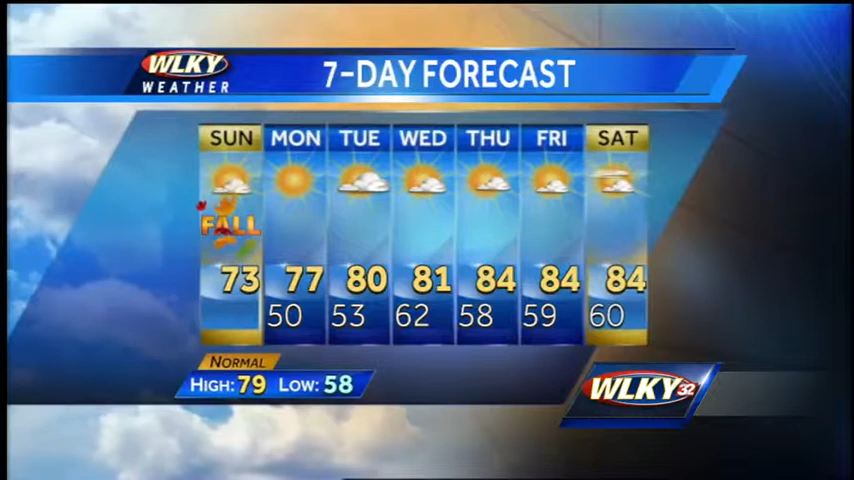 WLKY
WEATHER
7-DAY FORECAST
SUN MON TUE WED THU FRI SAT
FALL
73 77 80 81 84 84 84
50 53 62 58 59 60
NORMAL
HIGH: 79 LOW: 58
WLKY 32